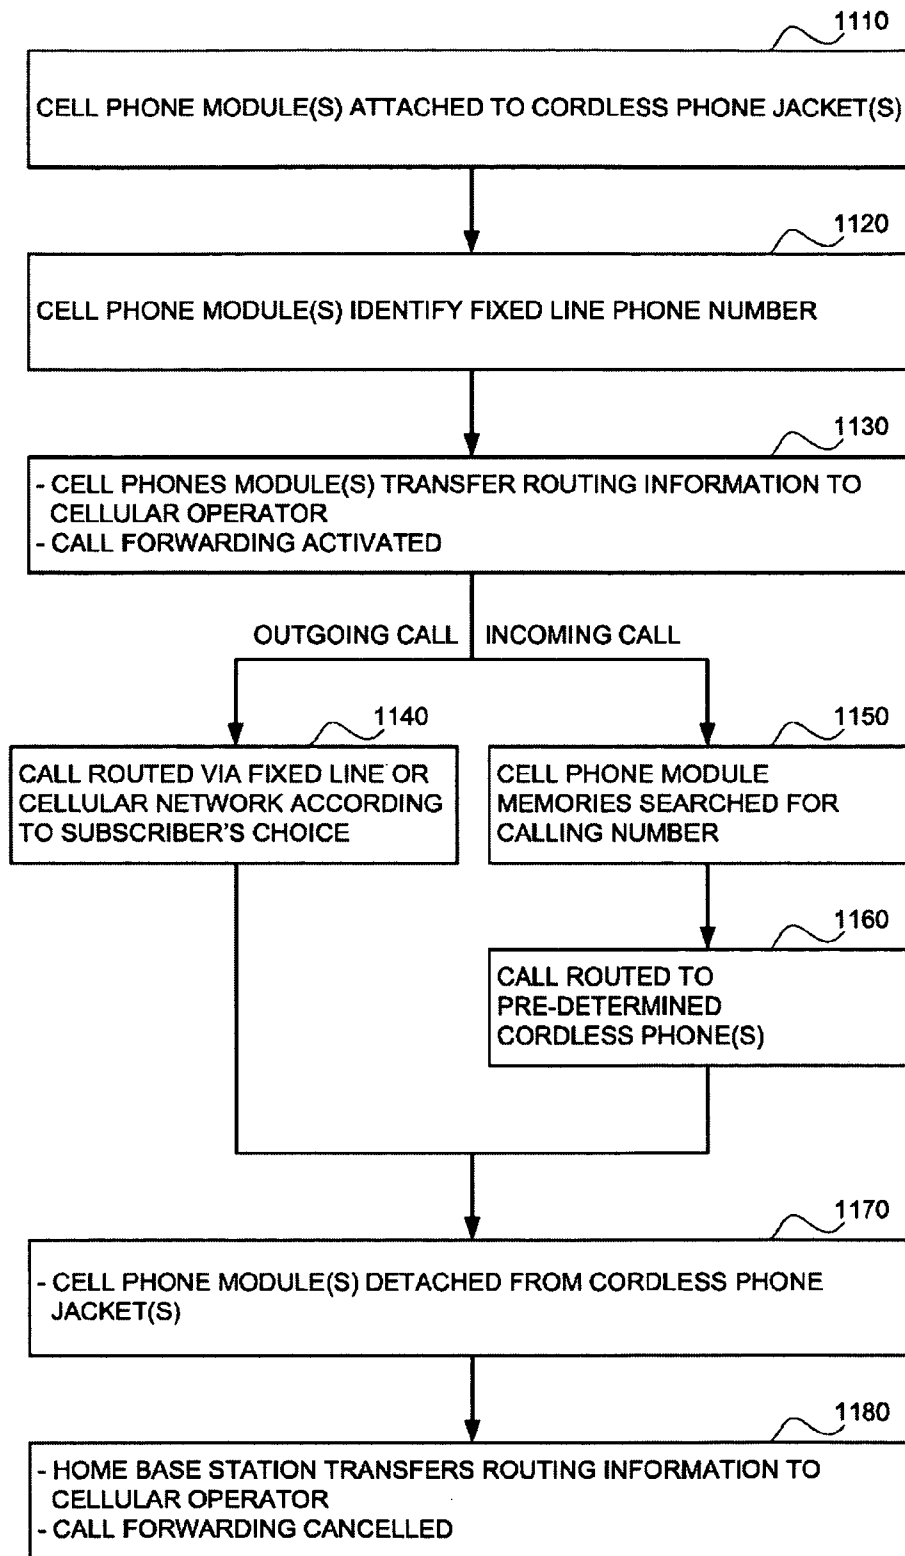 1110
CELL PHONE MODULE(S) ATTACHED TO CORDLESS PHONE JACKET(S)
1120
CELL PHONE MODULE(S) IDENTIFY FIXED LINE PHONE NUMBER
1130
- CELL PHONES MODULE(S) TRANSFER ROUTING INFORMATION TO
CELLULAR OPERATOR
- CALL FORWARDING ACTIVATED
OUTGOING CALL
INCOMING CALL
1140
CALL ROUTED VIA FIXED LINE OR
CELLULAR NETWORK ACCORDING
TO SUBSCRIBER'S CHOICE
1150
CELL PHONE MODULE
MEMORIES SEARCHED FOR
CALLING NUMBER
1160
CALL ROUTED TO
PRE-DETERMINED
CORDLESS PHONE(S)
1170
- CELL PHONE MODULE(S) DETACHED FROM CORDLESS PHONE
JACKET(S)
1180
- HOME BASE STATION TRANSFERS ROUTING INFORMATION TO
CELLULAR OPERATOR
- CALL FORWARDING CANCELLED